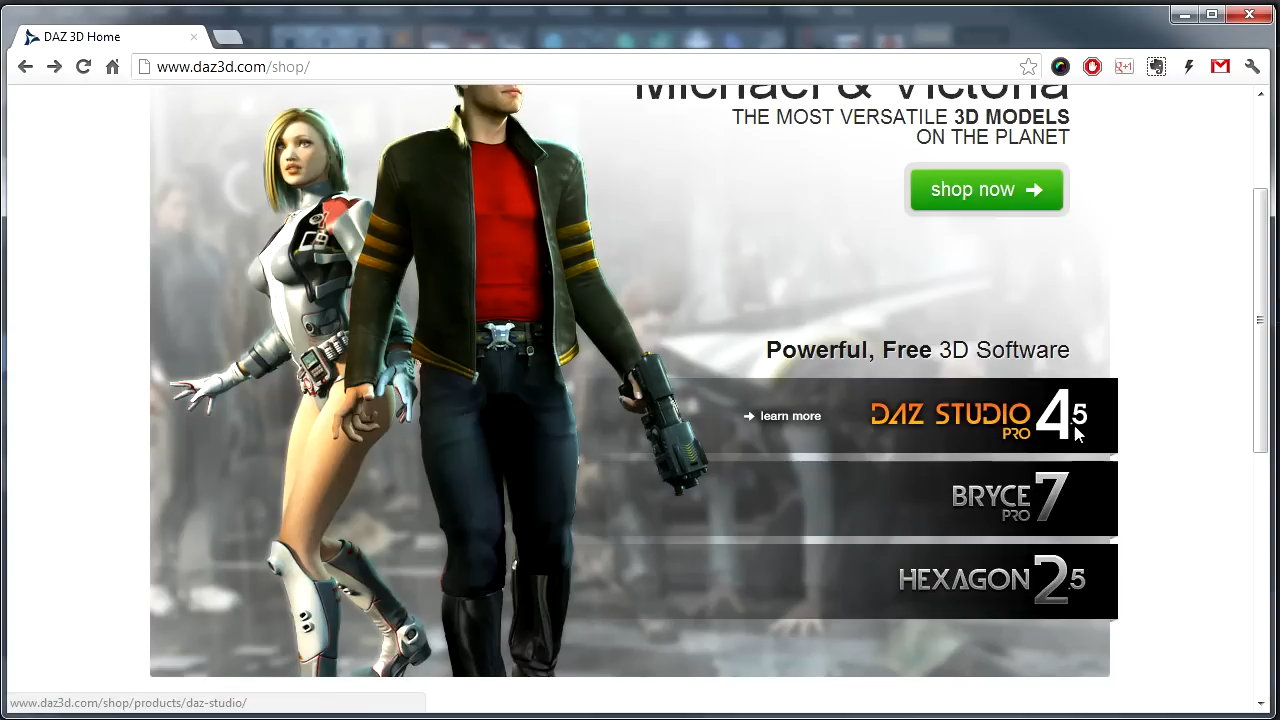 DAZ 3D Home
www.daz3d.com/shop/
Michael & Victoria
THE MOST VERSATILE 3D MODELS
ON THE PLANET
shop now
Powerful, Free 3D Software
learn more
DAZ STUDIO PRO 4.5
BRYCE PRO 7
HEXAGON 2.5
www.daz3d.com/shop/products/daz-studio/